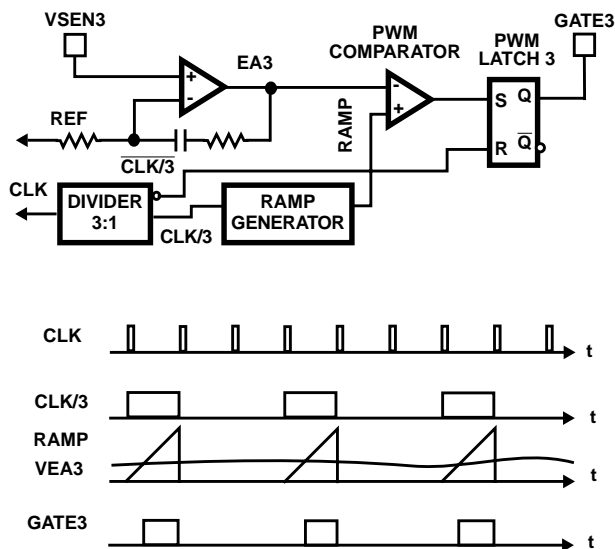 VSEN3
GATE3
PWM
COMPARATOR
PWM
LATCH 3
EA3
+
-
-
+
S
Q
R
Q
REF
RAMP
CLK/3
CLK
DIVIDER
3:1
CLK/3
RAMP
GENERATOR
CLK
t
CLK/3
t
RAMP
VEA3
t
GATE3
t